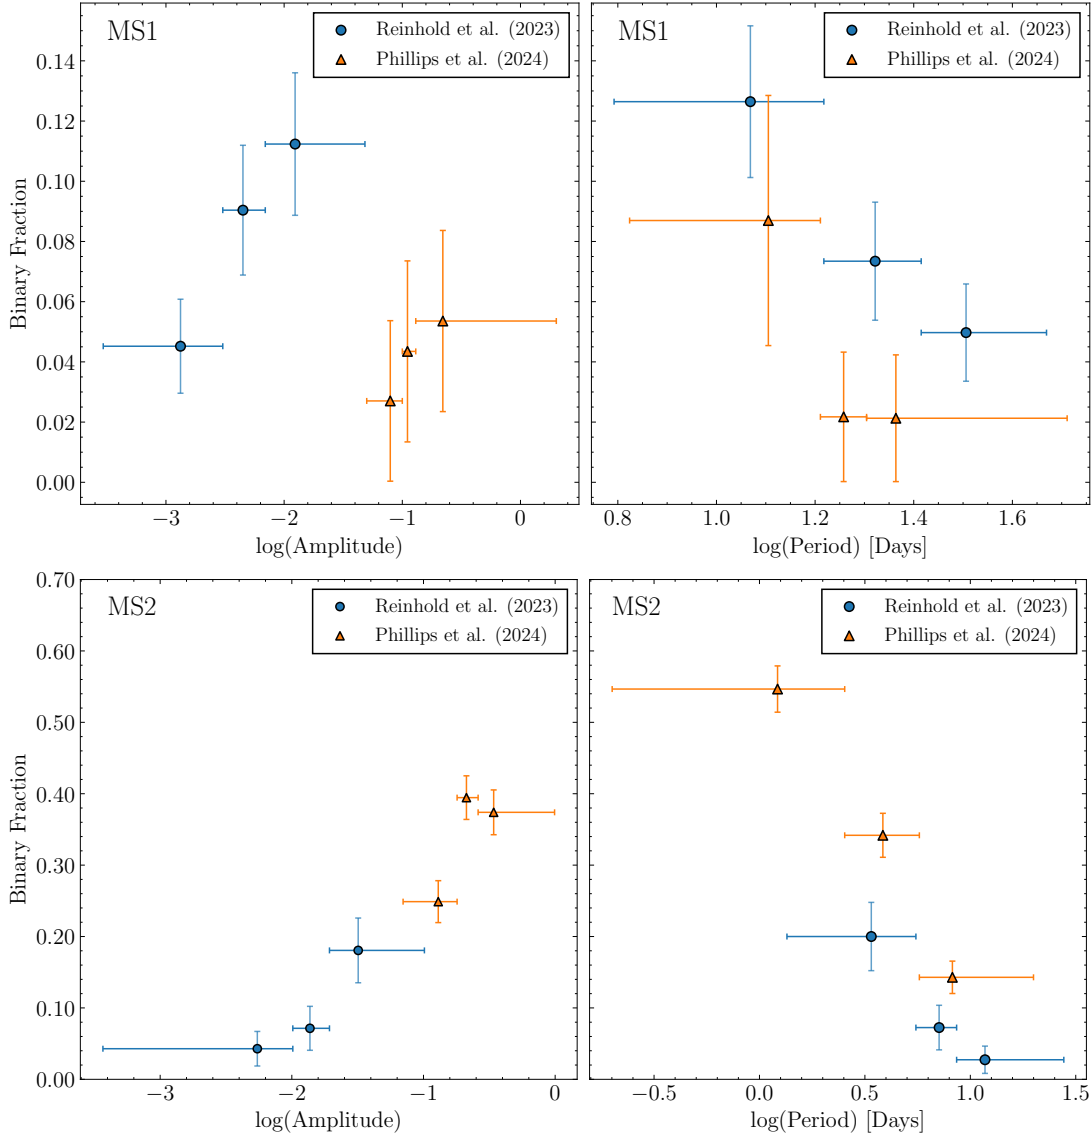 MS1
Reinhold et al. (2023)
Phillips et al. (2024)
0.14
0.12
0.10
0.08
0.06
0.04
0.02
0.00
Binary Fraction
−3
−2
−1
0
log(Amplitude)
MS1
Reinhold et al. (2023)
Phillips et al. (2024)
0.8
1.0
1.2
1.4
1.6
log(Period) [Days]
MS2
Reinhold et al. (2023)
Phillips et al. (2024)
0.70
0.60
0.50
0.40
0.30
0.20
0.10
0.00
Binary Fraction
−3
−2
−1
0
log(Amplitude)
MS2
Reinhold et al. (2023)
Phillips et al. (2024)
−0.5
0.0
0.5
1.0
1.5
log(Period) [Days]